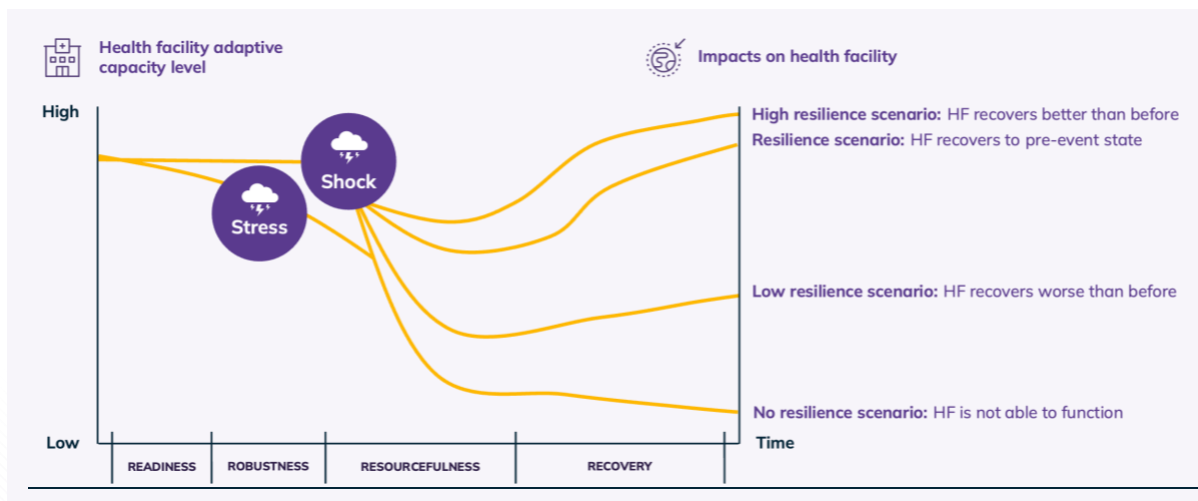 Health facility adaptive
capacity level
Impacts on health facility
High
High resilience scenario: HF recovers better than before
Resilience scenario: HF recovers to pre-event state
Shock
Stress
Low resilience scenario: HF recovers worse than before
No resilience scenario: HF is not able to function
Low
Time
READINESS
ROBUSTNESS
RESOURCEFULNESS
RECOVERY